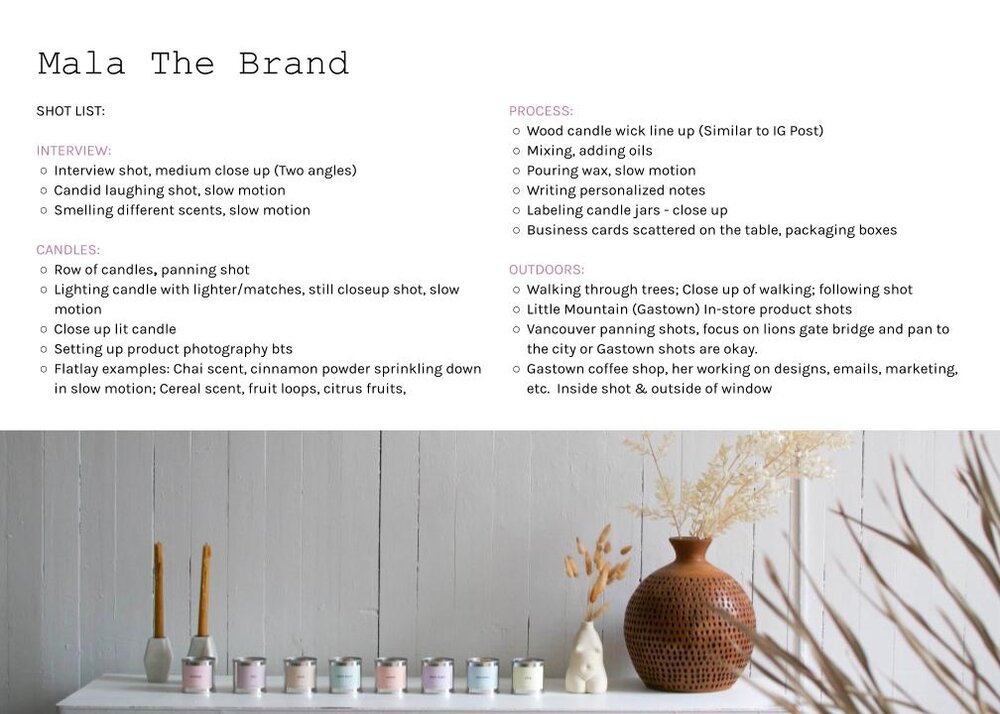 Mala The Brand
SHOT LIST:
INTERVIEW:
○ Interview shot, medium close up (Two angles)
○ Candid laughing shot, slow motion
○ Smelling different scents, slow motion
CANDLES:
○ Row of candles, panning shot
○ Lighting candle with lighter/matches, still closeup shot, slow
motion
○ Close up lit candle
○ Setting up product photography bts
○ Flatlay examples: Chai scent, cinnamon powder sprinkling down
in slow motion; Cereal scent, fruit loops, citrus fruits,
PROCESS:
○ Wood candle wick line up (Similar to IG Post)
○ Mixing, adding oils
○ Pouring wax, slow motion
○ Writing personalized notes
○ Labeling candle jars - close up
○ Business cards scattered on the table, packaging boxes
OUTDOORS:
○ Walking through trees; Close up of walking; following shot
○ Little Mountain (Gastown) In-store product shots
○ Vancouver panning shots, focus on lions gate bridge and pan to
the city or Gastown shots are okay.
○ Gastown coffee shop, her working on designs, emails, marketing,
etc.  Inside shot & outside of window